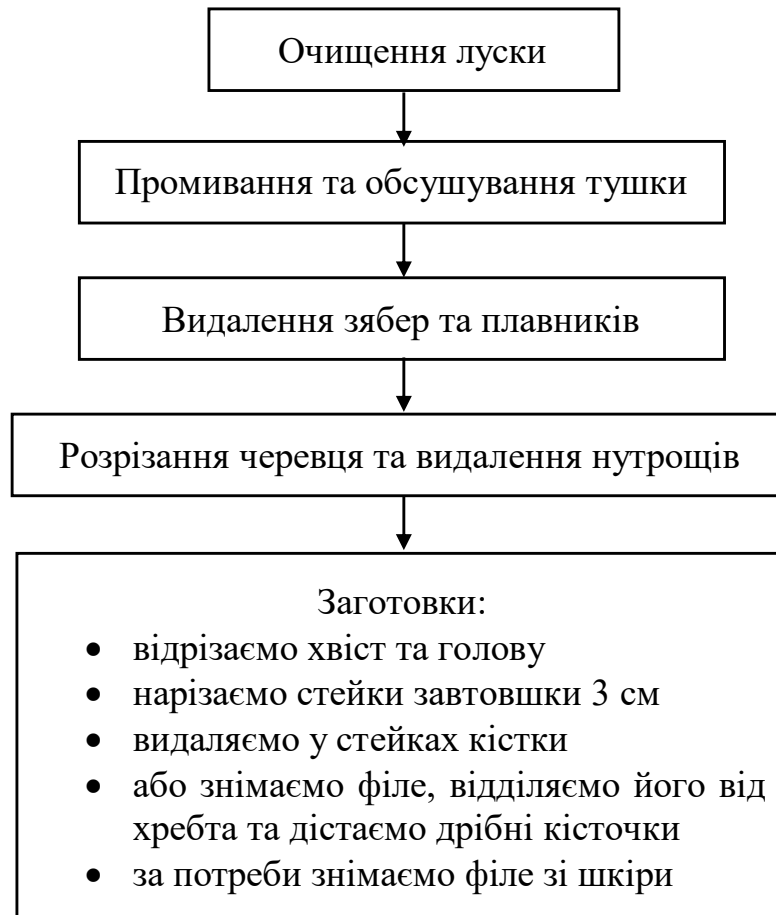 Очищення луски
Промивання та обсушування тушки
Видалення зябер та плавників
Розрізання черевця та видалення нутрощів
Заготовки:
• відрізаємо хвіст та голову
• нарізаємо стейки завтовшки 3 см
• видаляємо у стейках кістки
• або знімаємо філе, відділяємо його від
хребта та дістаємо дрібні кісточки
• за потреби знімаємо філе зі шкіри